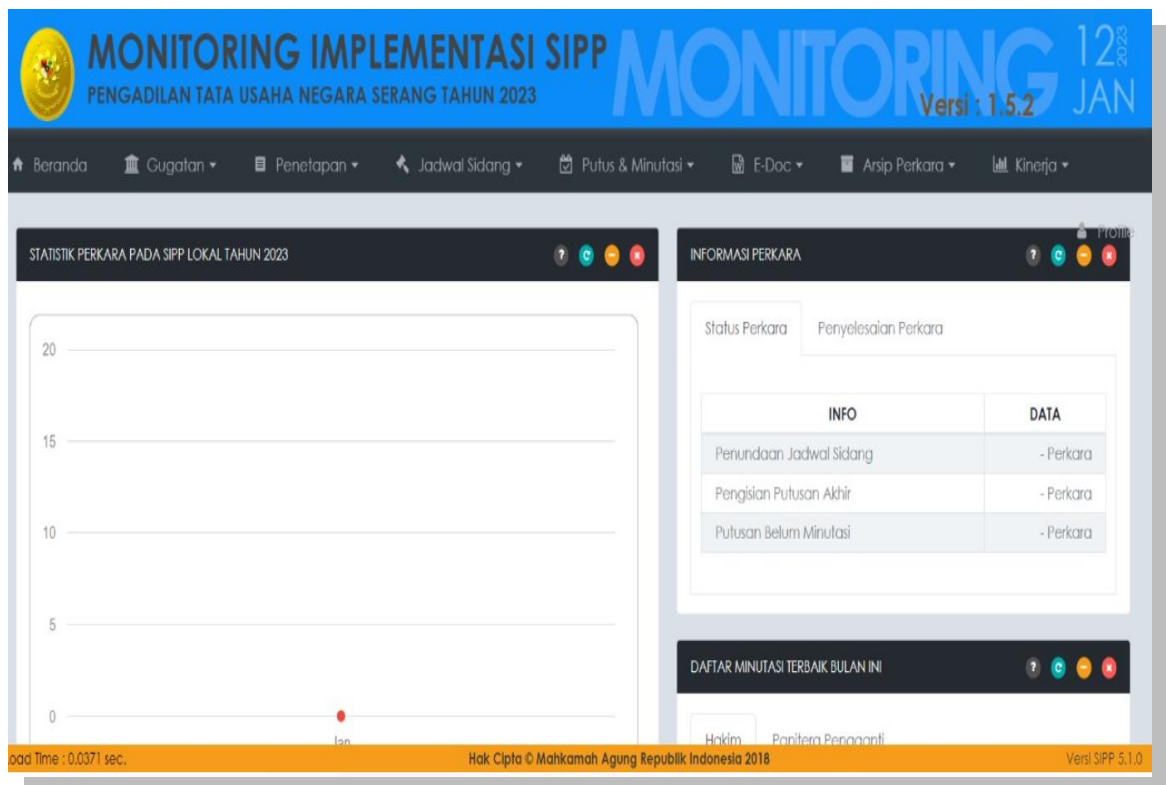 MONITORING IMPLEMENTASI SIPP
PENGADILAN TATA USAHA NEGARA SERANG TAHUN 2023
MONITORING
Versi : 1.5.2
12 2023
JAN
Beranda Gugatan Penetapan Jadwal Sidang Putus & Minutasi E-Doc Arsip Perkara Kinerja
Profile
STATISTIK PERKARA PADA SIPP LOKAL TAHUN 2023
20
15
10
5
0
Jan
INFORMASI PERKARA
Status Perkara Penyelesaian Perkara
INFO DATA
Penundaan Jadwal Sidang - Perkara
Pengisian Putusan Akhir - Perkara
Putusan Belum Minutasi - Perkara
DAFTAR MINUTASI TERBAIK BULAN INI
Hakim Panitera Pengganti
oad Time : 0.0371 sec. Hak Cipta © Mahkamah Agung Republik Indonesia 2018 Versi SIPP 5.1.0